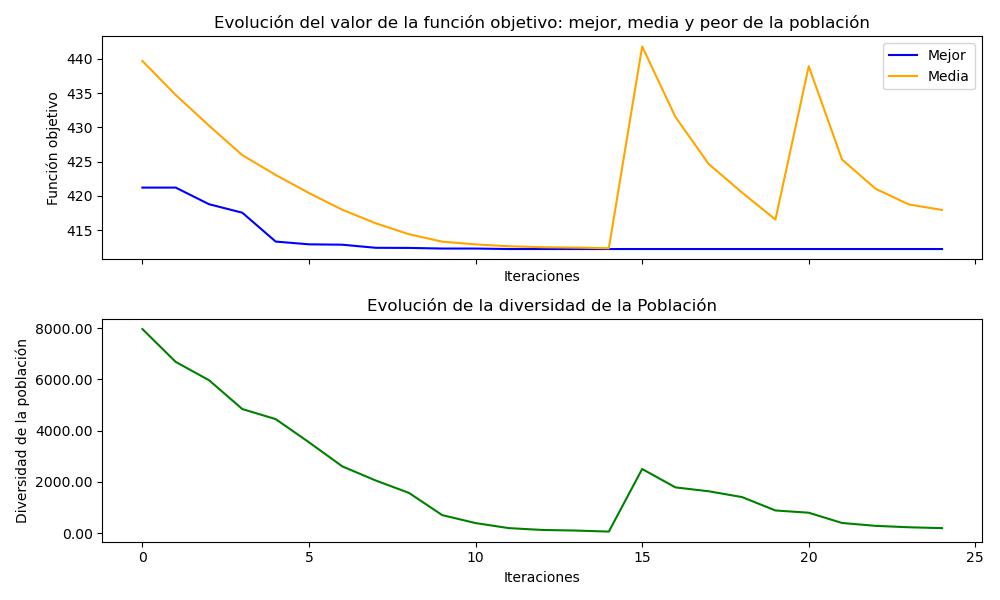 Evolución del valor de la función objetivo: mejor, media y peor de la población
440
435
430
425
420
415
Función objetivo
Mejor
Media
Iteraciones
Evolución de la diversidad de la Población
8000.00
6000.00
4000.00
2000.00
0.00
Diversidad de la población
0 5 10 15 20 25
Iteraciones